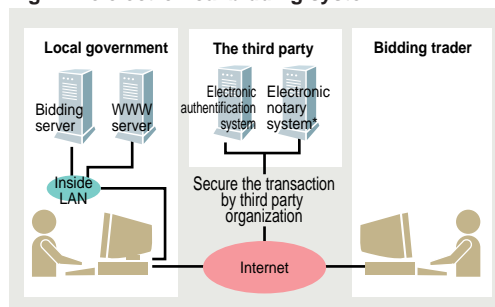 Local government
The third party
Bidding trader
Bidding
server
WWW
server
Electronic
authentification
system
Electronic
notary
system*
Inside
LAN
Secure the transaction
by third party
organization
Internet